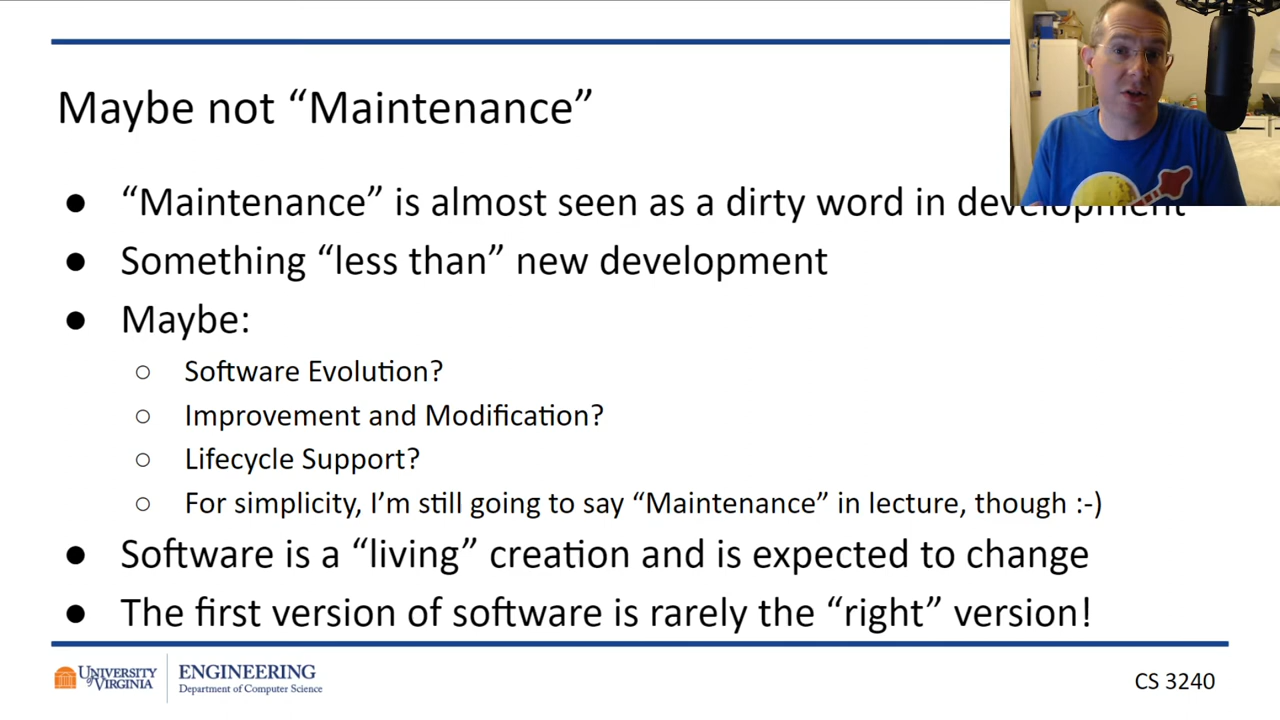 Maybe not “Maintenance”
● “Maintenance” is almost seen as a dirty word in development
● Something “less than” new development
● Maybe:
○ Software Evolution?
○ Improvement and Modification?
○ Lifecycle Support?
○ For simplicity, I’m still going to say “Maintenance” in lecture, though :-)
● Software is a “living” creation and is expected to change
● The first version of software is rarely the “right” version!
UNIVERSITY
of VIRGINIA
ENGINEERING
Department of Computer Science
CS 3240